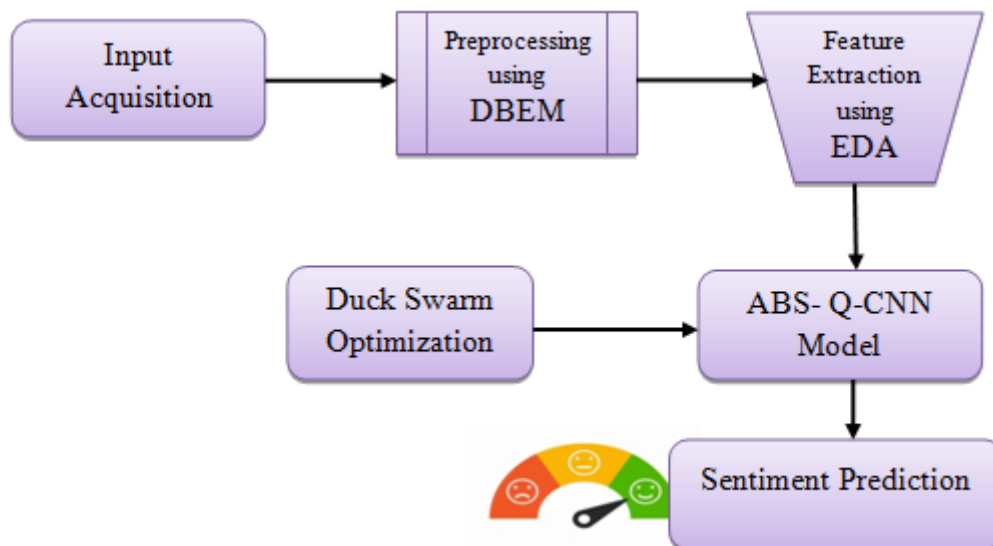 Input
Acquisition
Preprocessing
using
DBEM
Feature
Extraction
using
EDA
Duck Swarm
Optimization
ABS- Q-CNN
Model
Sentiment Prediction